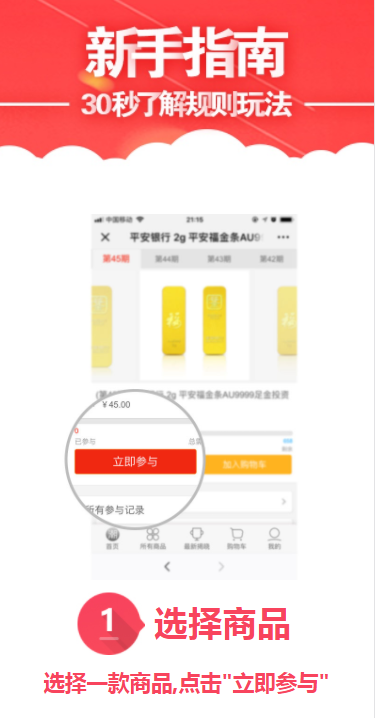 新手指南
30秒了解规则玩法
中国移动
21:15
平安银行 2g 平安福金条AU9
第45期
第44期
第43期
第42期
2g 平安福金条AU9999足金投资
￥45.00
0
已参与
立即参与
加入购物车
所有参与记录
首页
所有商品
最新揭晓
购物车
我的
1
选择商品
选择一款商品,点击"立即参与"